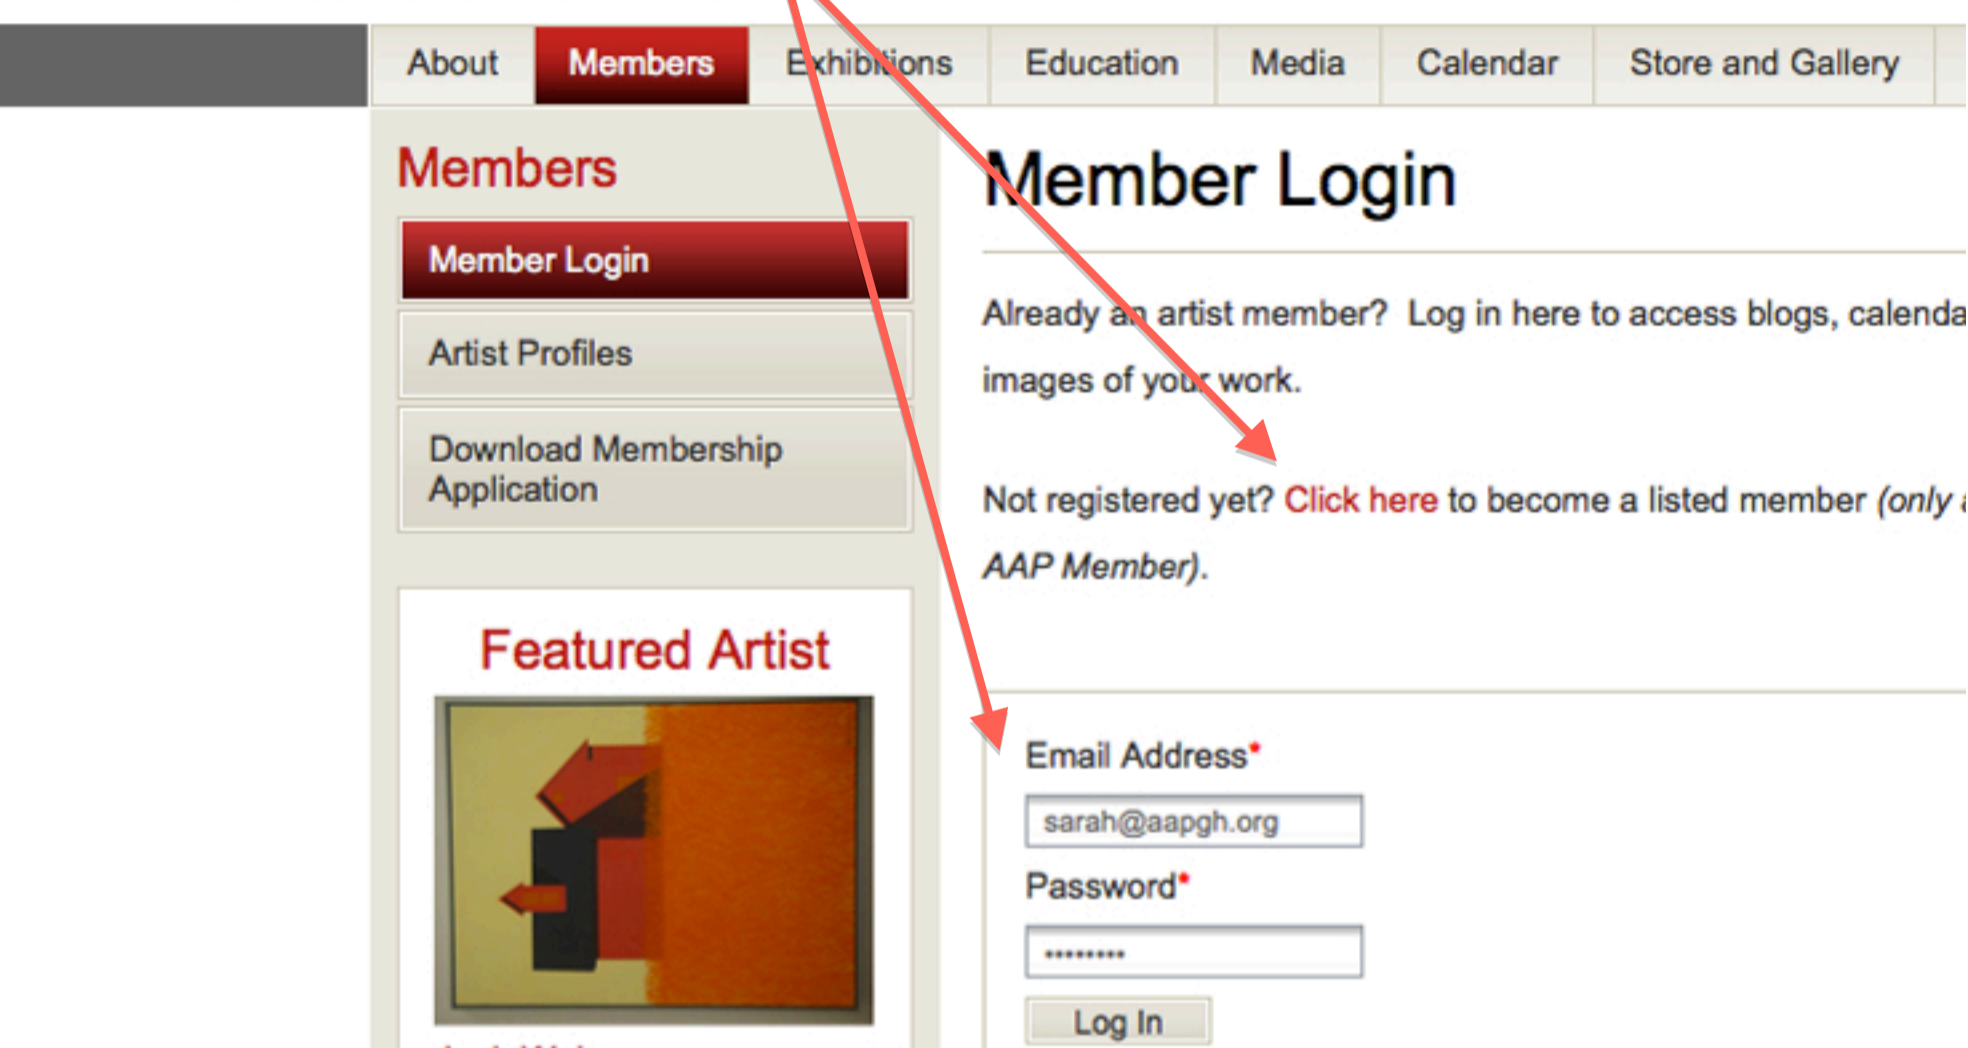 About Members Exhibitions Education Media Calendar Store and Gallery
Members
Member Login
Artist Profiles
Download Membership
Application
Featured Artist
Member Login
Already an artist member? Log in here to access blogs, calenda
images of your work.
Not registered yet? Click here to become a listed member (only a
AAP Member).
Email Address*
sarah@aapgh.org
Password*
••••••••
Log In